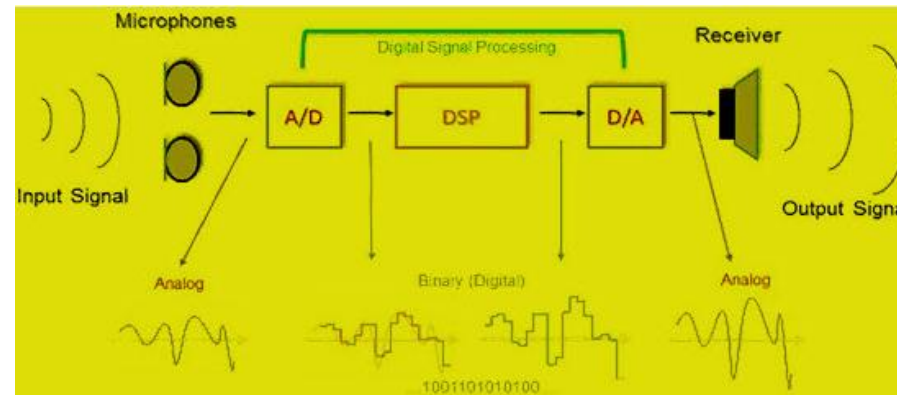 Microphones
Digital Signal Processing
Receiver
A/D
DSP
D/A
Input Signal
Output Signa
Analog
Binary (Digital)
Analog
1001101010100